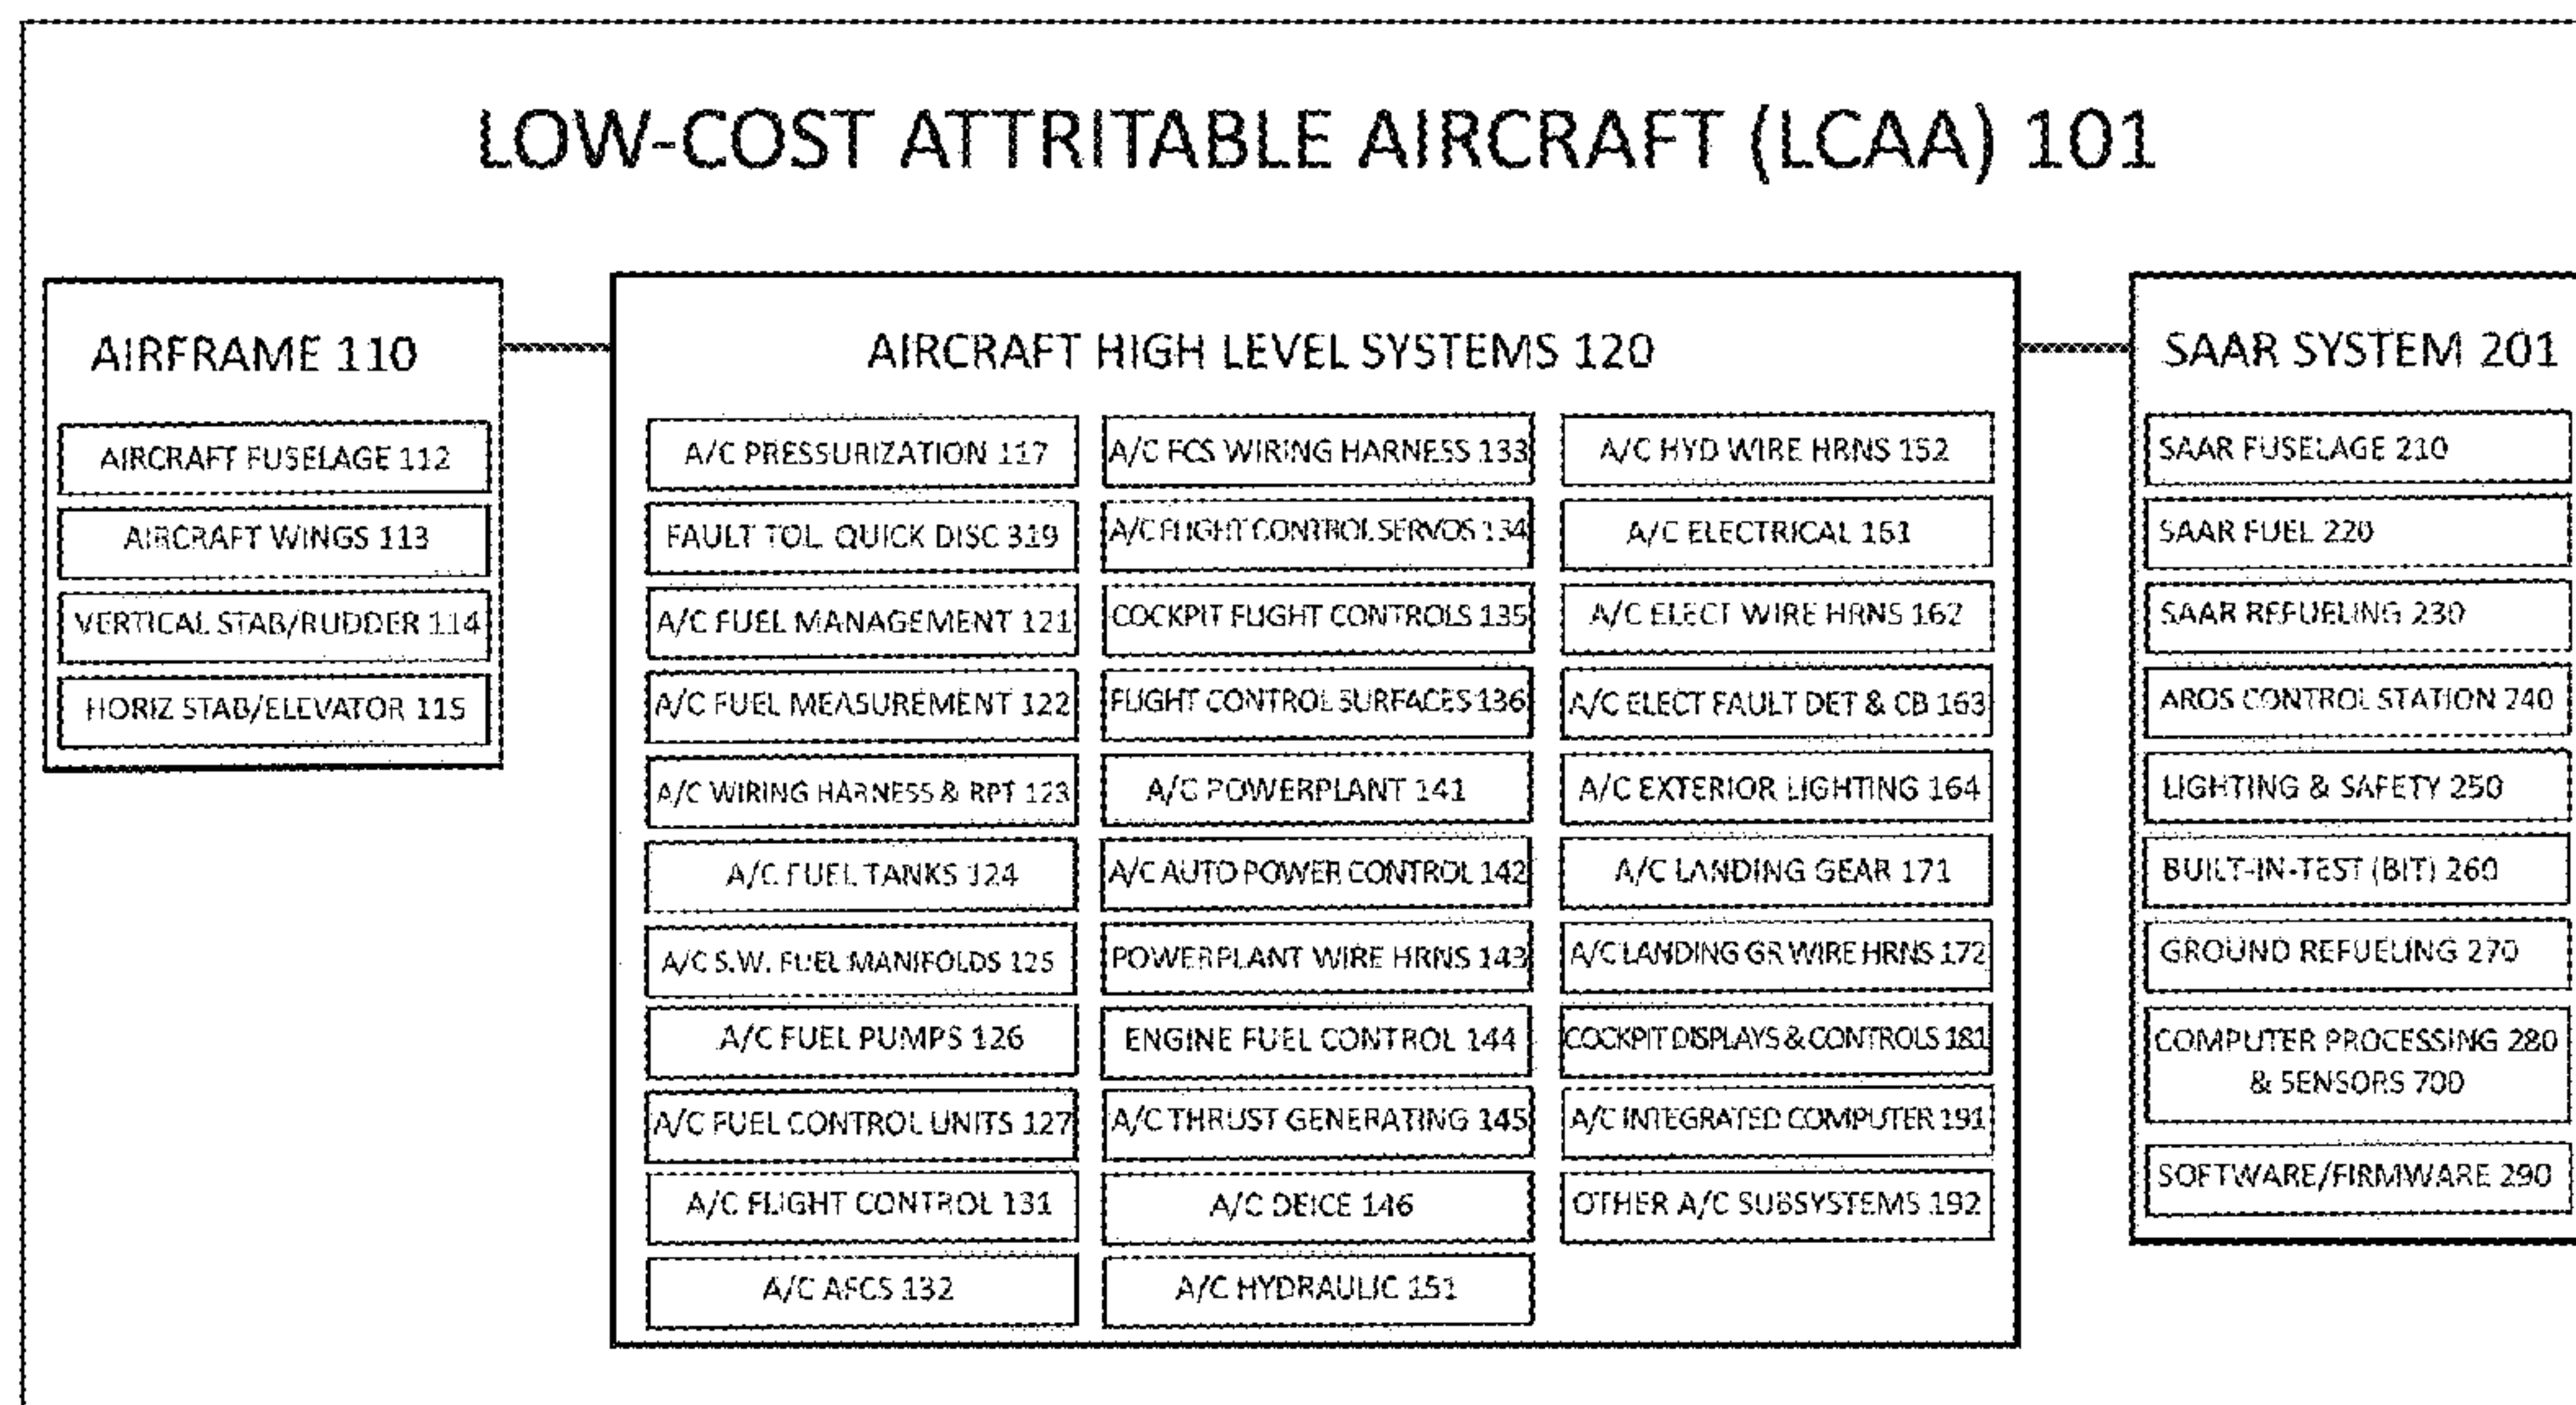 LOW-COST ATTRITABLE AIRCRAFT (LCAA) 101
AIRFRAME 110
AIRCRAFT FUSELAGE 112
AIRCRAFT WINGS 113
VERTICAL STAB/RUDDER 114
HORIZ STAB/ELEVATOR 115
AIRCRAFT HIGH LEVEL SYSTEMS 120
A/C PRESSURIZATION 117
FAULT TOL. QUICK DISC 319
A/C FUEL MANAGEMENT 121
A/C FUEL MEASUREMENT 122
A/C WIRING HARNESS & RPT 123
A/C FUEL TANKS 124
A/C S.W. FUEL MANIFOLDS 125
A/C FUEL PUMPS 126
A/C FUEL CONTROL UNITS 127
A/C FLIGHT CONTROL 131
A/C AFCS 132
A/C FCS WIRING HARNESS 133
A/C FLIGHT CONTROL SERVOS 134
COCKPIT FLIGHT CONTROLS 135
FLIGHT CONTROL SURFACES 136
A/C POWERPLANT 141
A/C AUTO POWER CONTROL 142
POWERPLANT WIRE HRNS 143
ENGINE FUEL CONTROL 144
A/C THRUST GENERATING 145
A/C DEICE 146
A/C HYDRAULIC 151
A/C HYD WIRE HRNS 152
A/C ELECTRICAL 161
A/C ELECT WIRE HRNS 162
A/C ELECT FAULT DET & CB 163
A/C EXTERIOR LIGHTING 164
A/C LANDING GEAR 171
A/C LANDING GR WIRE HRNS 172
COCKPIT DISPLAYS & CONTROLS 181
A/C INTEGRATED COMPUTER 191
OTHER A/C SUBSYSTEMS 192
SAAR SYSTEM 201
SAAR FUSELAGE 210
SAAR FUEL 220
SAAR REFUELING 230
AROS CONTROL STATION 240
LIGHTING & SAFETY 250
BUILT-IN-TEST (BIT) 260
GROUND REFUELING 270
COMPUTER PROCESSING 280
& SENSORS 700
SOFTWARE/FIRMWARE 290